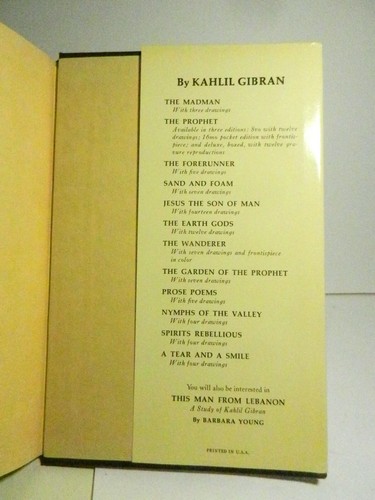 By KAHLIL GIBRAN
THE MADMAN
With three drawings
THE PROPHET
Available in three editions: 8vo with twelve
drawings; 16mo pocket edition with frontis-
piece; and deluxe, boxed, with twelve gra-
vure reproductions
THE FORERUNNER
With five drawings
SAND AND FOAM
With seven drawings
JESUS THE SON OF MAN
With fourteen drawings
THE EARTH GODS
With twelve drawings
THE WANDERER
With seven drawings and frontispiece
in color
THE GARDEN OF THE PROPHET
With seven drawings
PROSE POEMS
With five drawings
NYMPHS OF THE VALLEY
With four drawings
SPIRITS REBELLIOUS
With four drawings
A TEAR AND A SMILE
With four drawings
You will also be interested in
THIS MAN FROM LEBANON
A Study of Kahlil Gibran
By BARBARA YOUNG
PRINTED IN U.S.A.